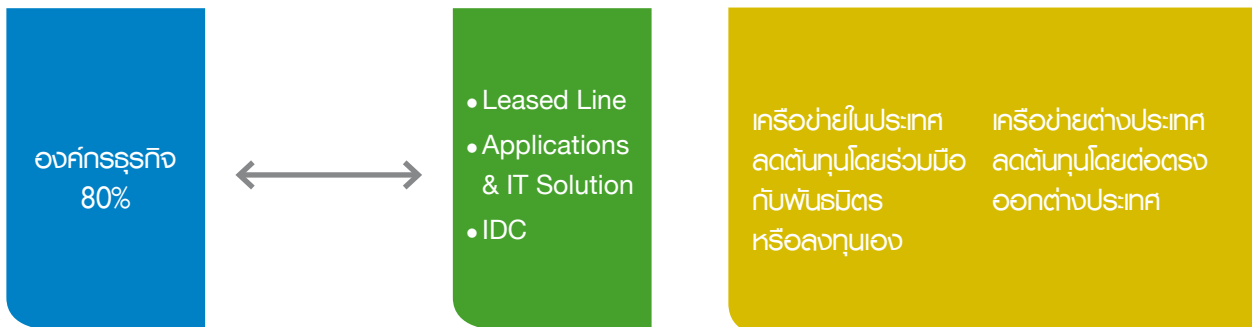 องค์กรธุรกิจ
80%
• Leased Line
• Applications
& IT Solution
• IDC
เครือข่ายในประเทศ
ลดต้นทุนโดยร่วมมือ
กับพันธมิตร
หรือลงทุนเอง
เครือข่ายต่างประเทศ
ลดต้นทุนโดยต่อตรง
ออกต่างประเทศ